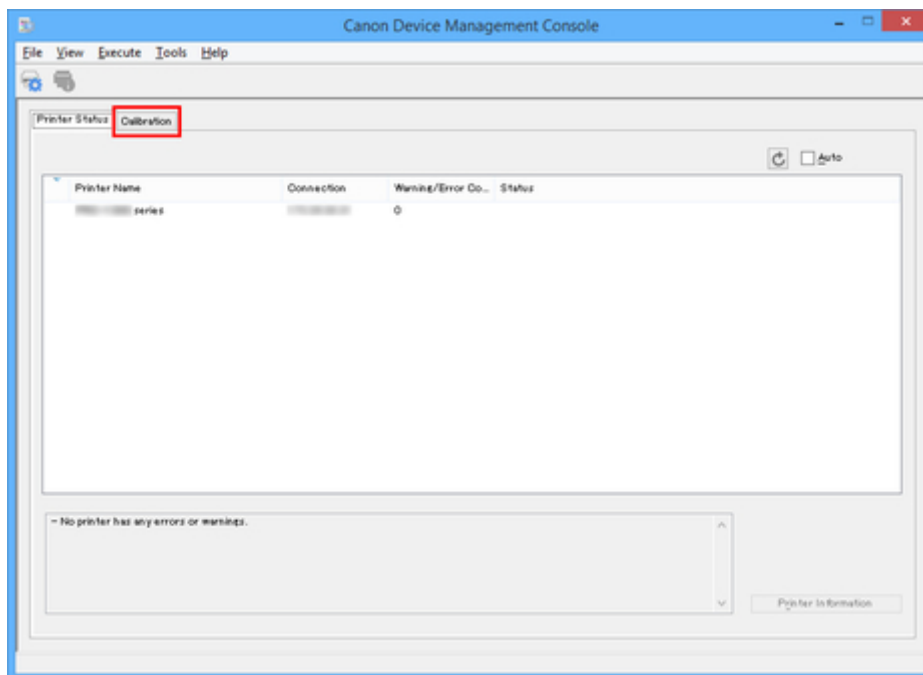 Canon Device Management Console
File View Execute Tools Help
Printer Status Calibration
Auto
Printer Name Connection Warning/Error Co... Status
series 0
- No printer has any errors or warnings.
Printer Information